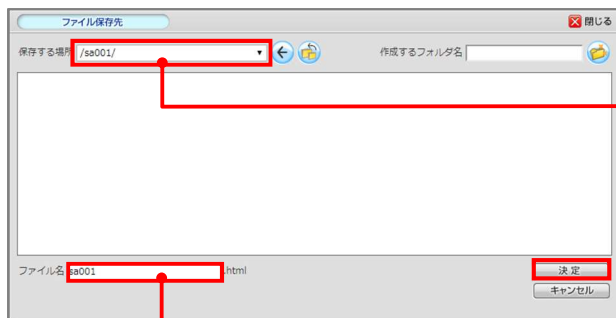 ファイル保存先
閉じる
保存する場所 /sa001/ 作成するフォルダ名
ファイル名 sa001 .html
決定
キャンセル